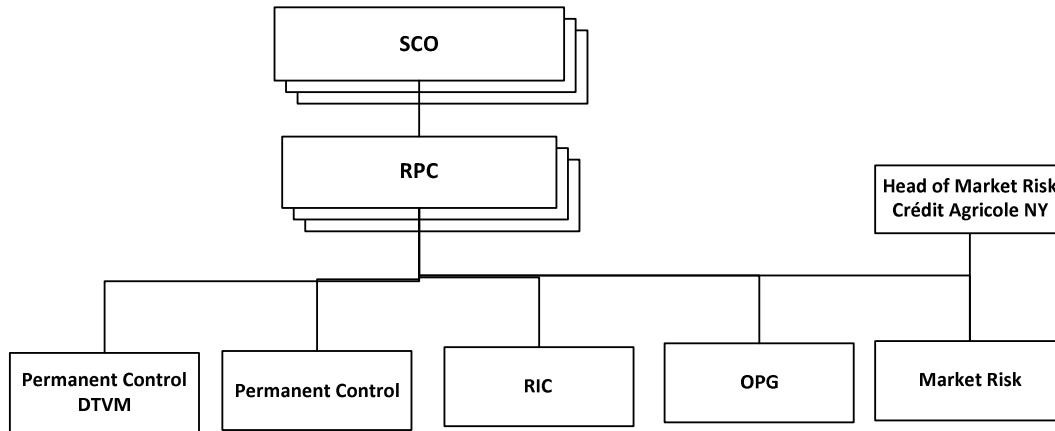 SCO
RPC
Head of Market Risk
Crédit Agricole NY
Permanent Control
DTVM
Permanent Control
RIC
OPG
Market Risk